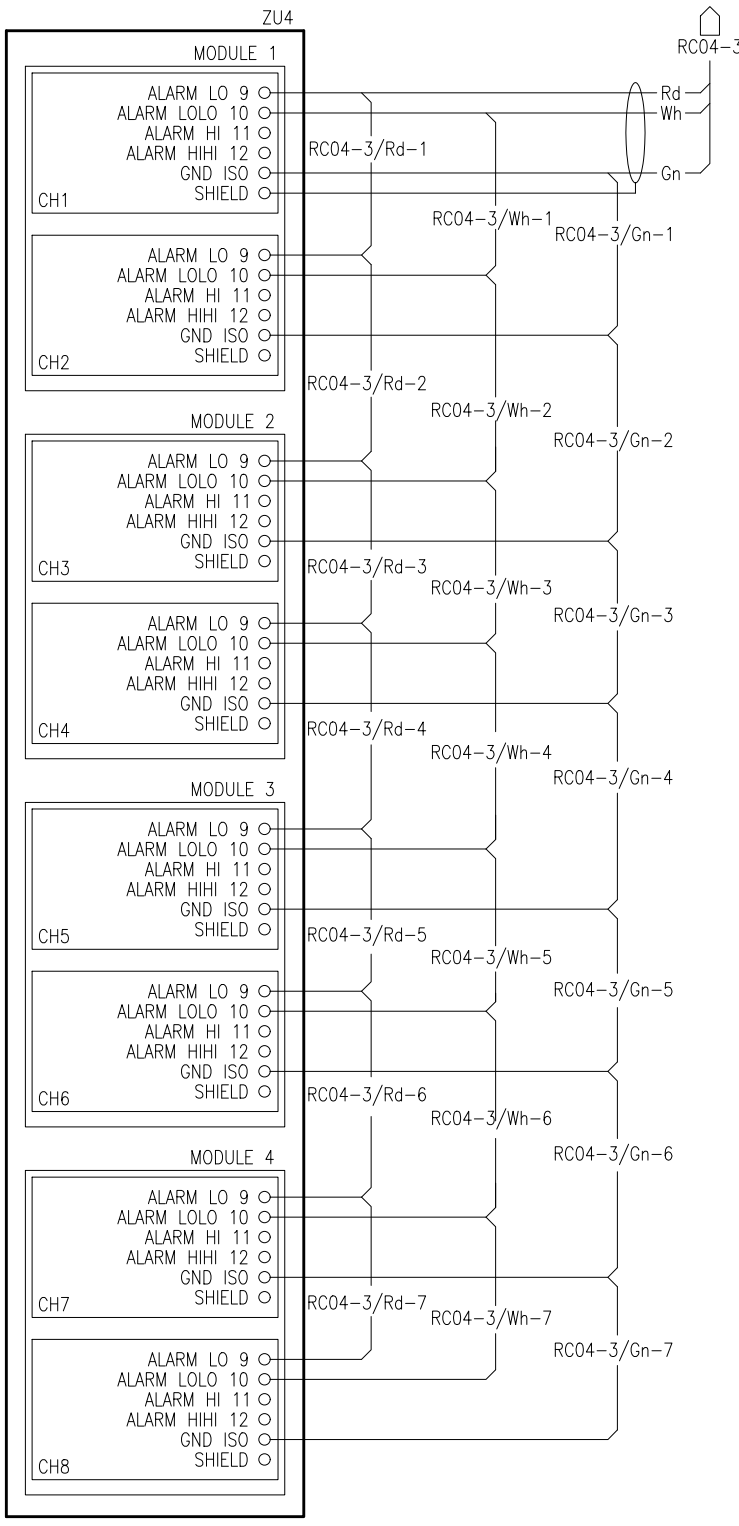 ZU4
RC04-3
MODULE 1
ALARM LO 9
ALARM LOLO 10
ALARM HI 11
ALARM HIHI 12
GND ISO
SHIELD
CH1
Rd
Wh
Gn
RC04-3/Rd-1
RC04-3/Wh-1
RC04-3/Gn-1
ALARM LO 9
ALARM LOLO 10
ALARM HI 11
ALARM HIHI 12
GND ISO
SHIELD
CH2
RC04-3/Rd-2
RC04-3/Wh-2
RC04-3/Gn-2
MODULE 2
ALARM LO 9
ALARM LOLO 10
ALARM HI 11
ALARM HIHI 12
GND ISO
SHIELD
CH3
RC04-3/Rd-3
RC04-3/Wh-3
RC04-3/Gn-3
ALARM LO 9
ALARM LOLO 10
ALARM HI 11
ALARM HIHI 12
GND ISO
SHIELD
CH4
RC04-3/Rd-4
RC04-3/Wh-4
RC04-3/Gn-4
MODULE 3
ALARM LO 9
ALARM LOLO 10
ALARM HI 11
ALARM HIHI 12
GND ISO
SHIELD
CH5
RC04-3/Rd-5
RC04-3/Wh-5
RC04-3/Gn-5
ALARM LO 9
ALARM LOLO 10
ALARM HI 11
ALARM HIHI 12
GND ISO
SHIELD
CH6
RC04-3/Rd-6
RC04-3/Wh-6
RC04-3/Gn-6
MODULE 4
ALARM LO 9
ALARM LOLO 10
ALARM HI 11
ALARM HIHI 12
GND ISO
SHIELD
CH7
RC04-3/Rd-7
RC04-3/Wh-7
RC04-3/Gn-7
ALARM LO 9
ALARM LOLO 10
ALARM HI 11
ALARM HIHI 12
GND ISO
SHIELD
CH8